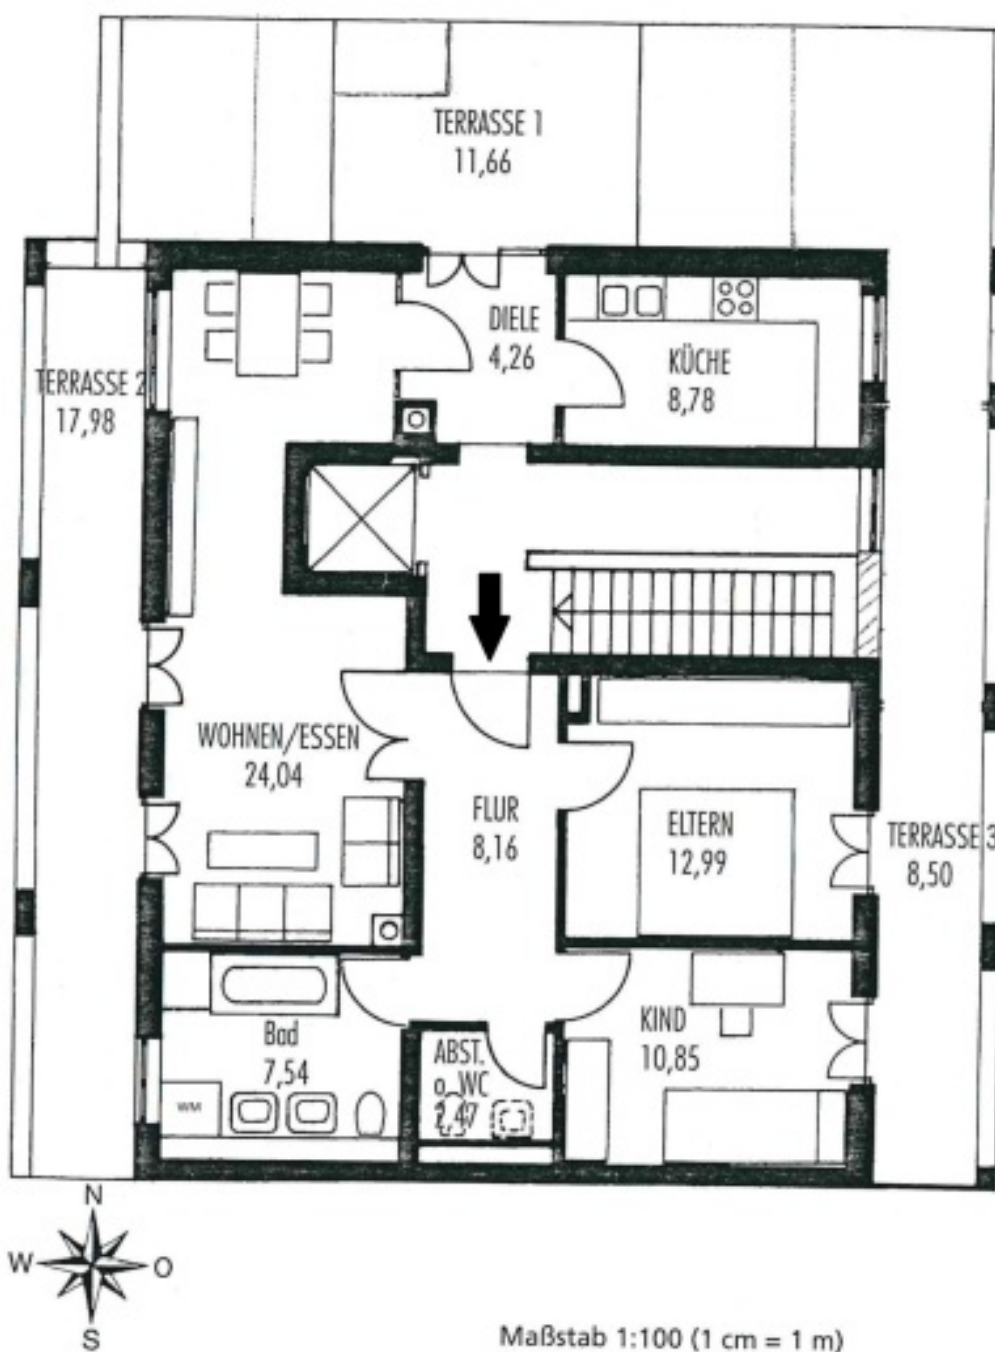 TERRASSE 1
11,66
DIELE
4,26
KÜCHE
8,78
TERRASSE 2
17,98
WOHNEN/ESSEN
24,04
FLUR
8,16
ELTERN
12,99
TERRASSE 3
8,50
Bad
7,54
WM
ABST.
o. WC
2,47
KIND
10,85
N
W O
S
Maßstab 1:100 (1 cm = 1 m)